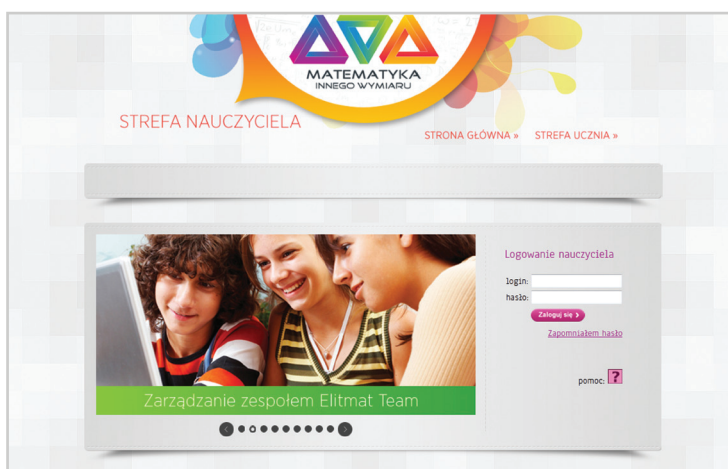 MATEMATYKA
INNEGO WYMIARU
STREFA NAUCZYCIELA
STRONA GŁÓWNA »
STREFA UCZNIA »
Logowanie nauczyciela
login:
hasło:
Zaloguj się ›
Zapomniałem hasło
pomoc: ?
Zarządzanie zespołem Elitmat Team